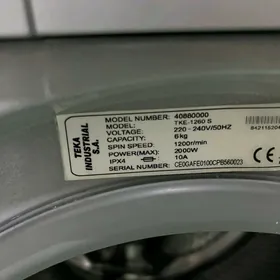 TEKA INDUSTRIAL S.A.
MODEL NUMBER: 40880000
MODEL: TKE-1260 S
VOLTAGE: 220 - 240V/50HZ
CAPACITY: 6kg
SPIN SPEED: 1200r/min
POWER(MAX): 2000W
IPX4 10A
SERIAL NUMBER: CE0GAFE0100CPB560023
CE